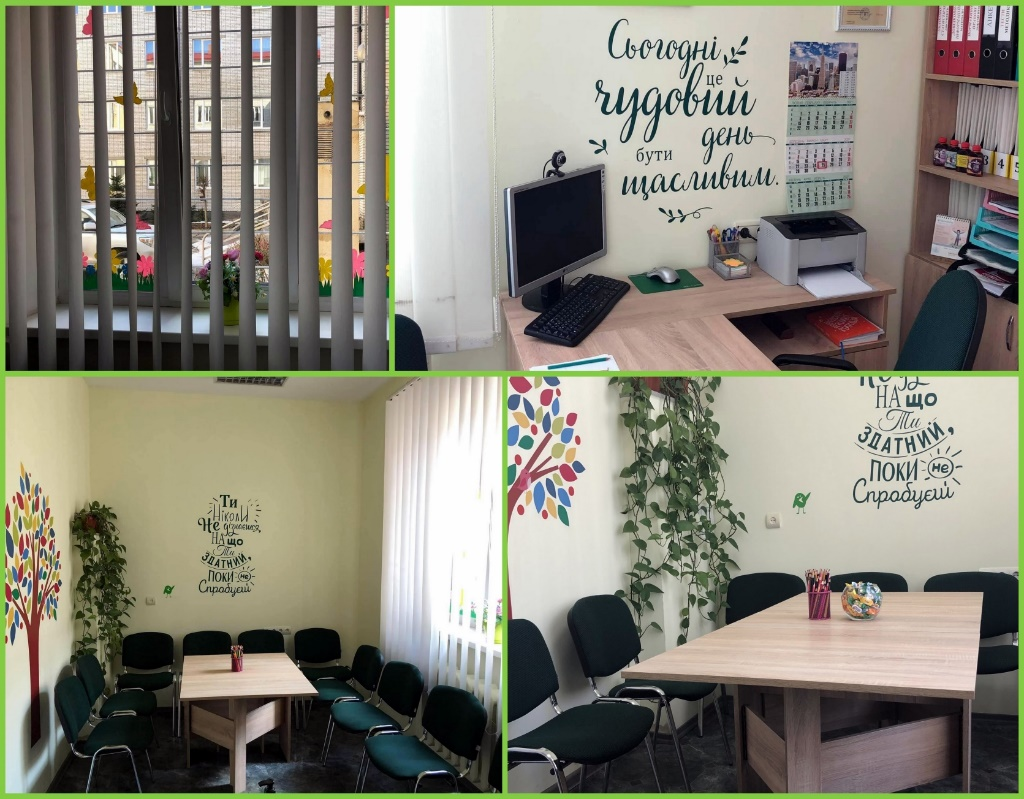 Сьогодні
це
чудовий
день
бути
щасливим.
Ти
Ніколи
Не дізнаєшся,
НА що
Ти
ЗДАТНИЙ,
ПОКИ не
Спробуєш
НА що
Ти
ЗДАТНИЙ,
ПОКИ не
Спробуєш